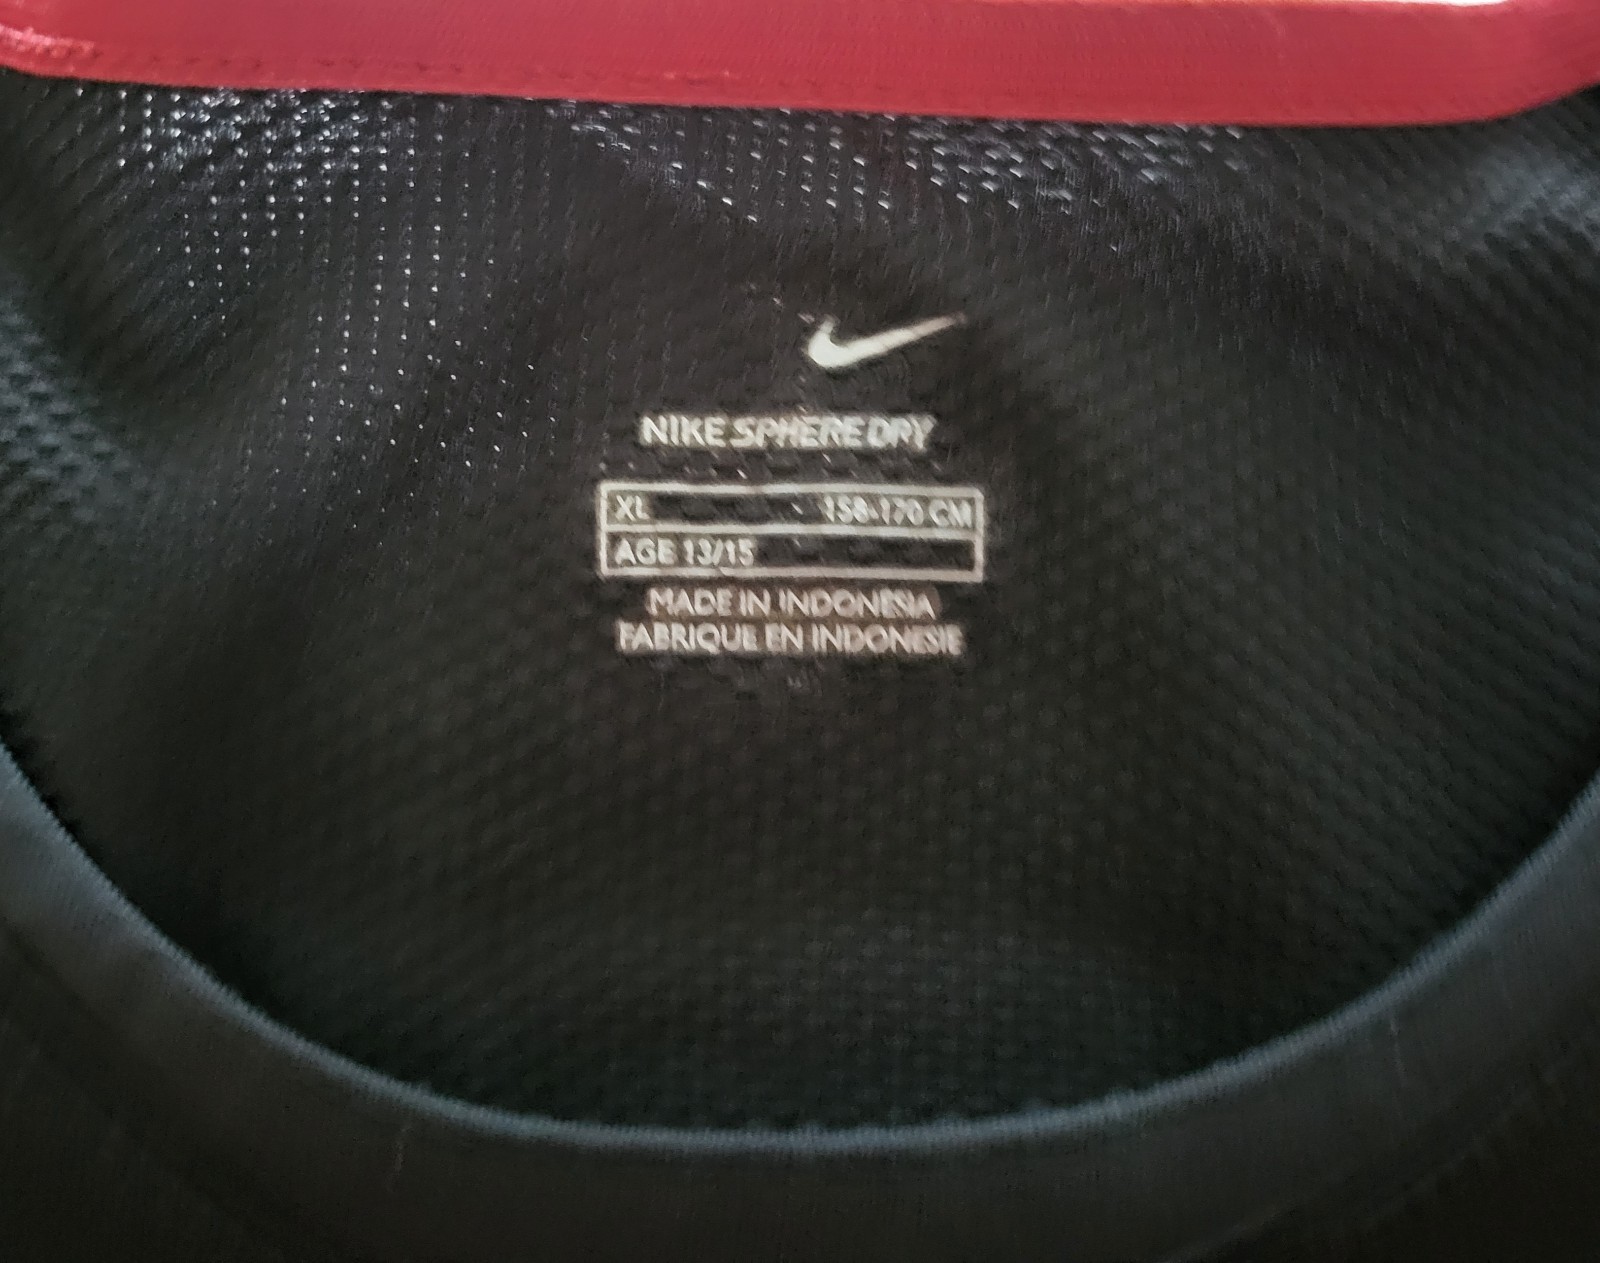 NIKE SPHERE DRY
XL 158-170 CM
AGE 13/15
MADE IN INDONESIA
FABRIQUE EN INDONESIE